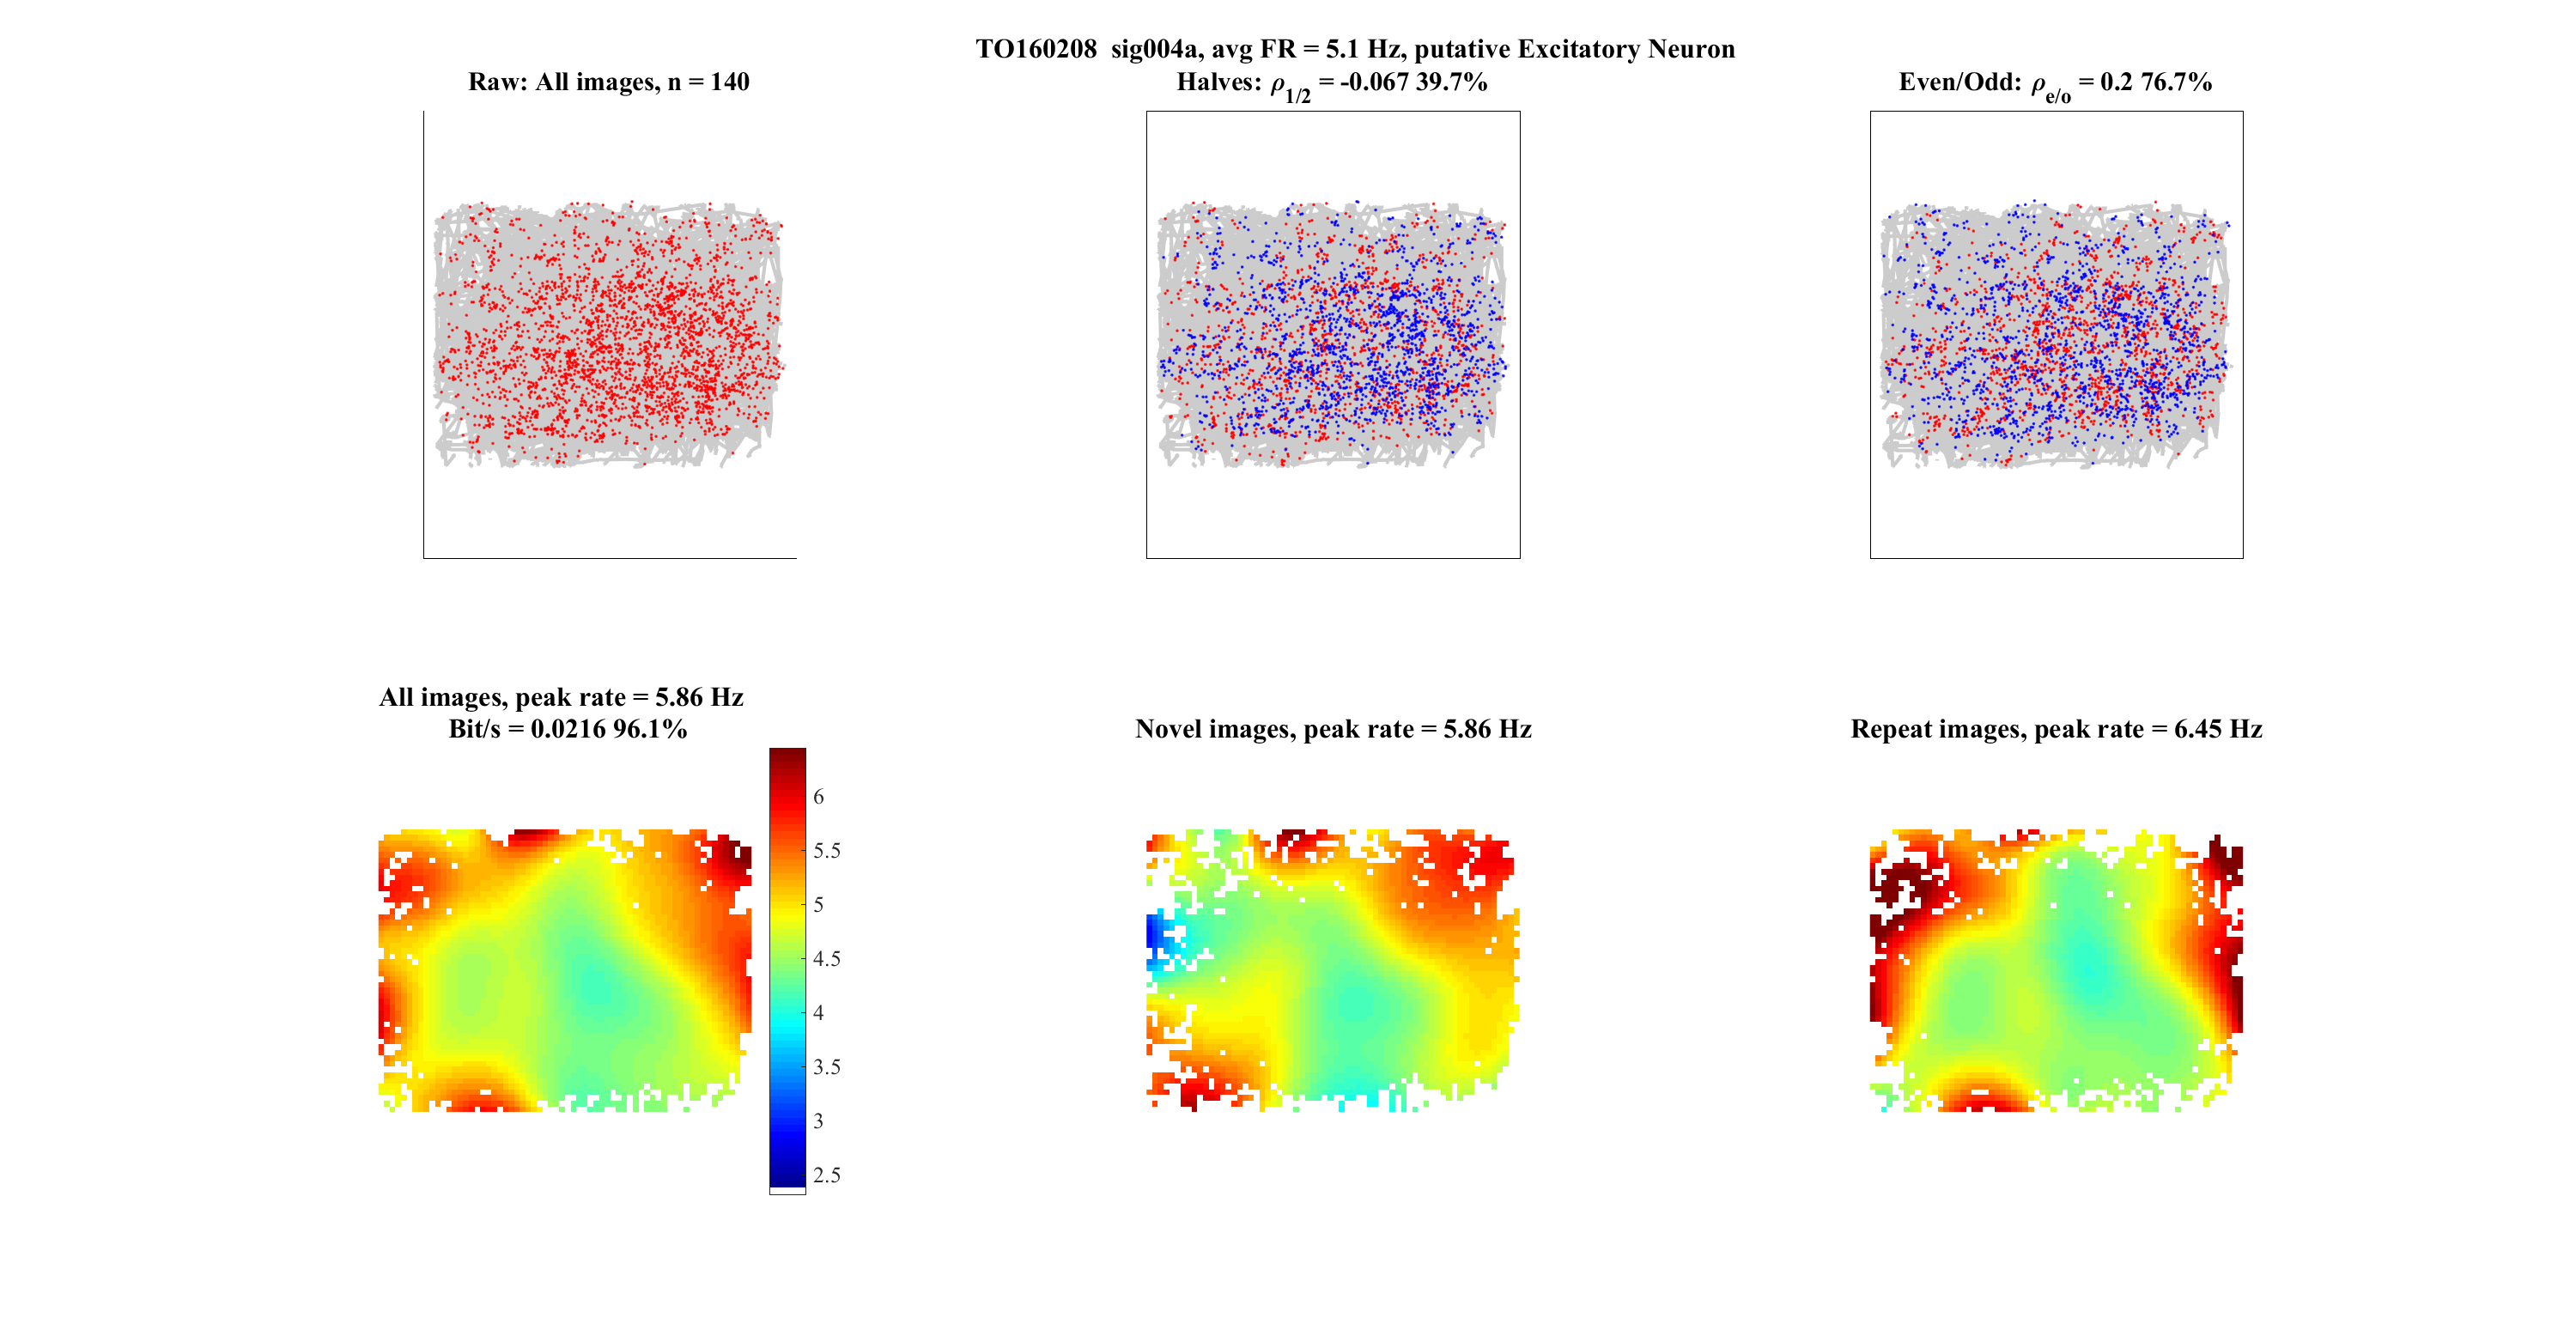 TO160208  sig004a, avg FR = 5.1 Hz, putative Excitatory Neuron
Raw: All images, n = 140
Halves: ρ1/2 = -0.067 39.7%
Even/Odd: ρe/o = 0.2 76.7%
All images, peak rate = 5.86 Hz
Bit/s = 0.0216 96.1%
Novel images, peak rate = 5.86 Hz
Repeat images, peak rate = 6.45 Hz
6
5.5
5
4.5
4
3.5
3
2.5